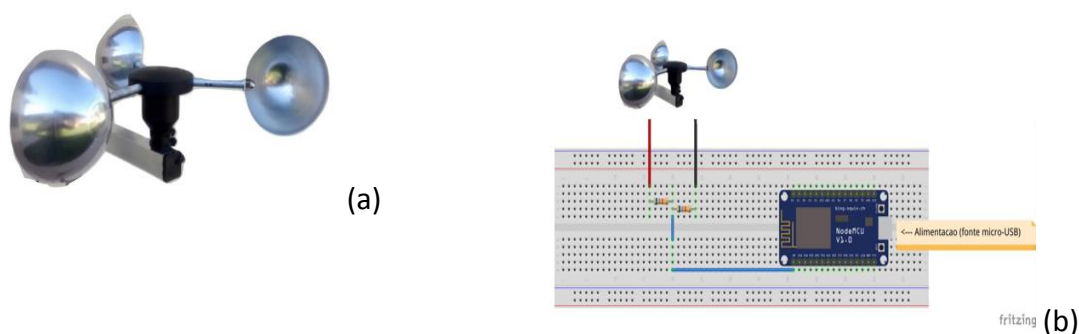 (a)
NodeMCU
V1.0
<--- Alimentacao (fonte micro-USB)
fritzing
(b)